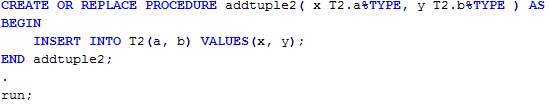 CREATE OR REPLACE PROCEDURE addtuple2( x T2.a%TYPE, y T2.b%TYPE ) AS
BEGIN
    INSERT INTO T2(a, b) VALUES(x, y);
END addtuple2;
.
run;